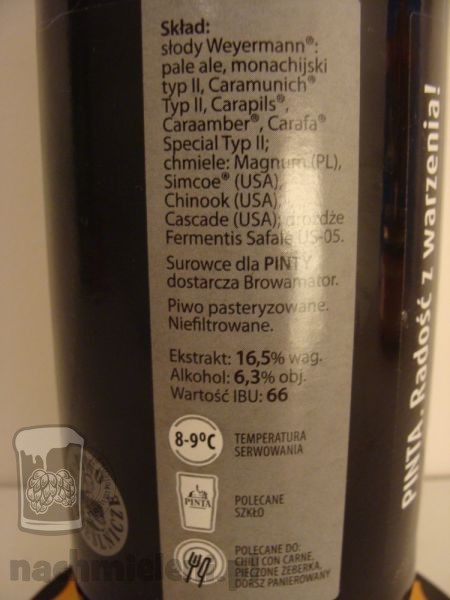 Skład:
słody Weyermann®:
pale ale, monachijski
typ II, Caramunich®
Typ II, Carapils®,
Caraamber®, Carafa®
Special Typ II;
chmiele: Magnum (PL),
Simcoe® (USA),
Chinook (USA),
Cascade (USA); drożdże
Fermentis Safale US-05.
Surowce dla PINTY
dostarcza Browamator.
Piwo pasteryzowane.
Niefiltrowane.
Ekstrakt: 16,5% wag.
Alkohol: 6,3% obj.
Wartość IBU: 66
8-9°C
TEMPERATURA
SERWOWANIA
PINTA
POLECANE
SZKŁO
POLECANE DO:
CHILI CON CARNE,
PIECZONE ŻEBERKA,
DORSZ PANIEROWANY
PINTA. Radość z warzenia!